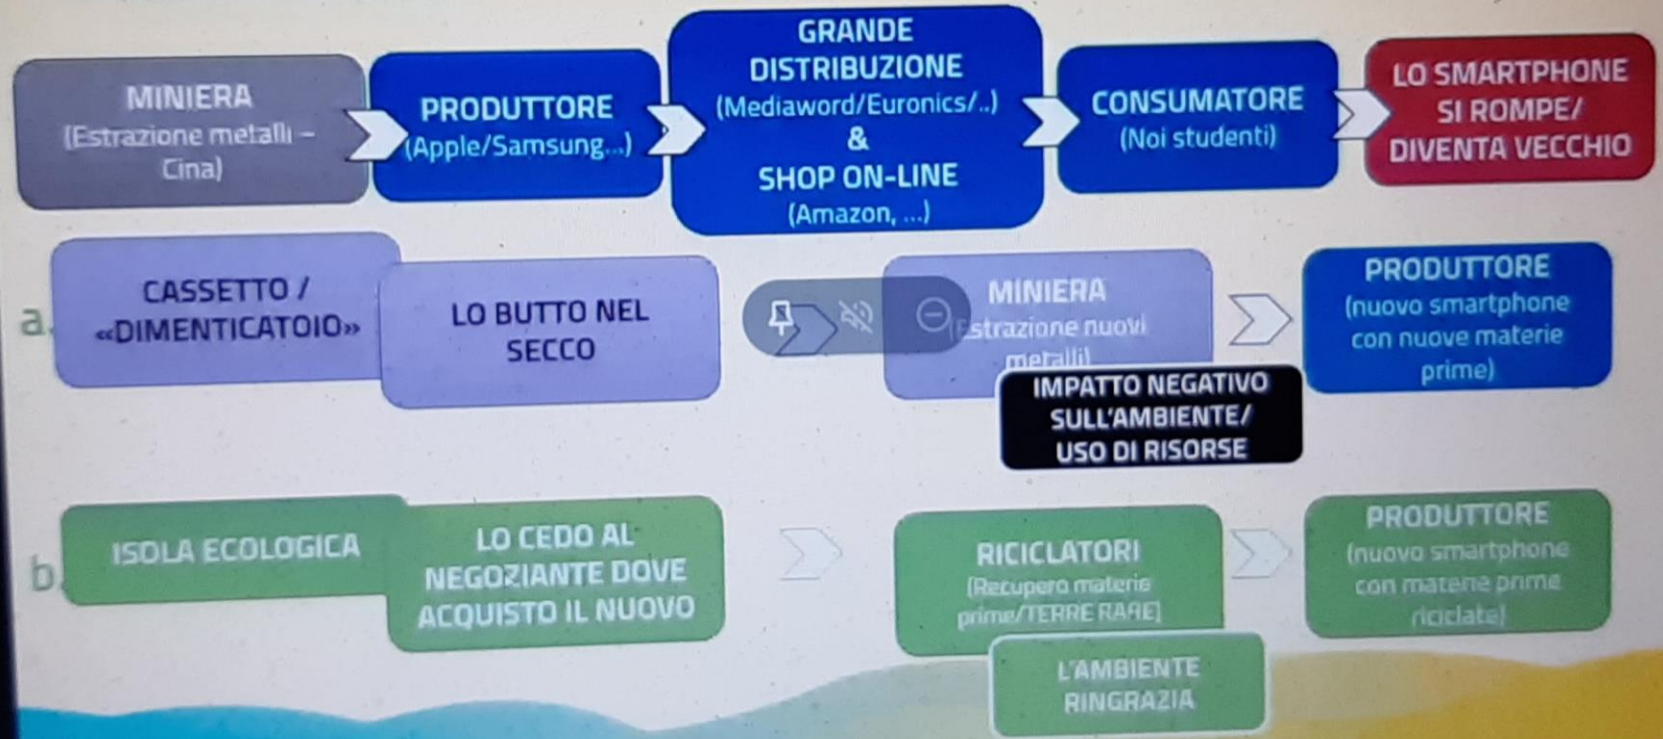 MINIERA
(Estrazione metalli –
Cina)
PRODUTTORE
(Apple/Samsung...)
GRANDE
DISTRIBUZIONE
(Mediaword/Euronics/..)
&
SHOP ON-LINE
(Amazon, ...)
CONSUMATORE
(Noi studenti)
LO SMARTPHONE
SI ROMPE/
DIVENTA VECCHIO
a.
CASSETTO /
«DIMENTICATOIO»
LO BUTTO NEL
SECCO
MINIERA
(Estrazione nuovi
metalli)
IMPATTO NEGATIVO
SULL'AMBIENTE/
USO DI RISORSE
PRODUTTORE
(nuovo smartphone
con nuove materie
prime)
b.
ISOLA ECOLOGICA
LO CEDO AL
NEGOZIANTE DOVE
ACQUISTO IL NUOVO
RICICLATORI
(Recupero materie
prime/TERRE RARE)
L'AMBIENTE
RINGRAZIA
PRODUTTORE
(nuovo smartphone
con materie prime
riciclate)